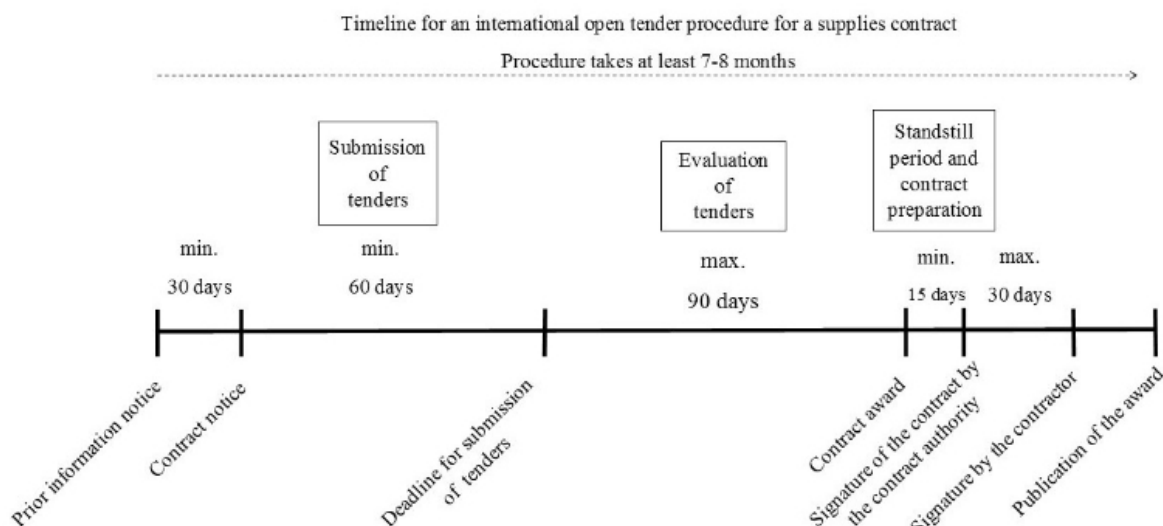 Timeline for an international open tender procedure for a supplies contract
Procedure takes at least 7-8 months
Submission
of
tenders
Evaluation
of
tenders
Standstill
period and
contract
preparation
min.
30 days
min.
60 days
max.
90 days
min.
15 days
max.
30 days
Prior information notice
Contract notice
Deadline for submission
of tenders
Contract award
Signature of the contract by
the contract authority
Signature by the contractor
Publication of the award